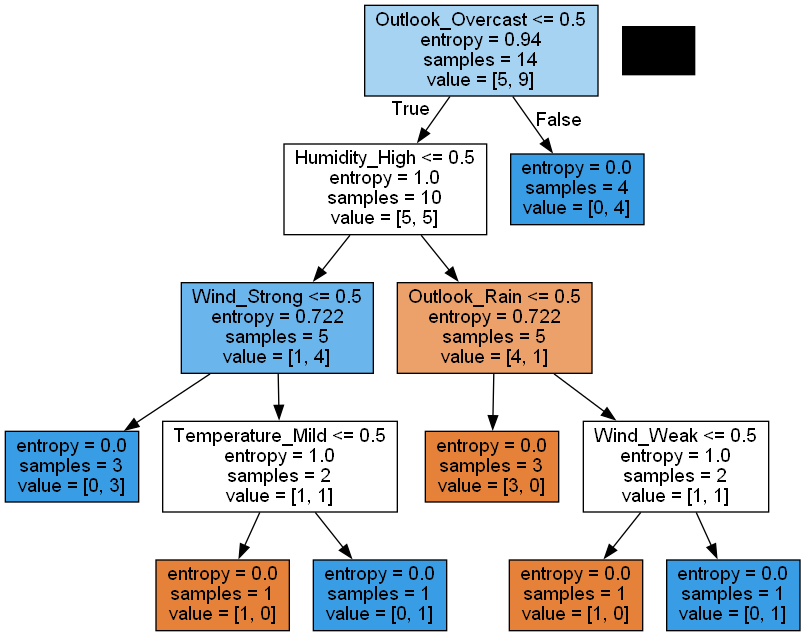 Outlook_Overcast <= 0.5
entropy = 0.94
samples = 14
value = [5, 9]
True
False
Humidity_High <= 0.5
entropy = 1.0
samples = 10
value = [5, 5]
entropy = 0.0
samples = 4
value = [0, 4]
Wind_Strong <= 0.5
entropy = 0.722
samples = 5
value = [1, 4]
Outlook_Rain <= 0.5
entropy = 0.722
samples = 5
value = [4, 1]
entropy = 0.0
samples = 3
value = [0, 3]
Temperature_Mild <= 0.5
entropy = 1.0
samples = 2
value = [1, 1]
entropy = 0.0
samples = 3
value = [3, 0]
Wind_Weak <= 0.5
entropy = 1.0
samples = 2
value = [1, 1]
entropy = 0.0
samples = 1
value = [1, 0]
entropy = 0.0
samples = 1
value = [0, 1]
entropy = 0.0
samples = 1
value = [1, 0]
entropy = 0.0
samples = 1
value = [0, 1]